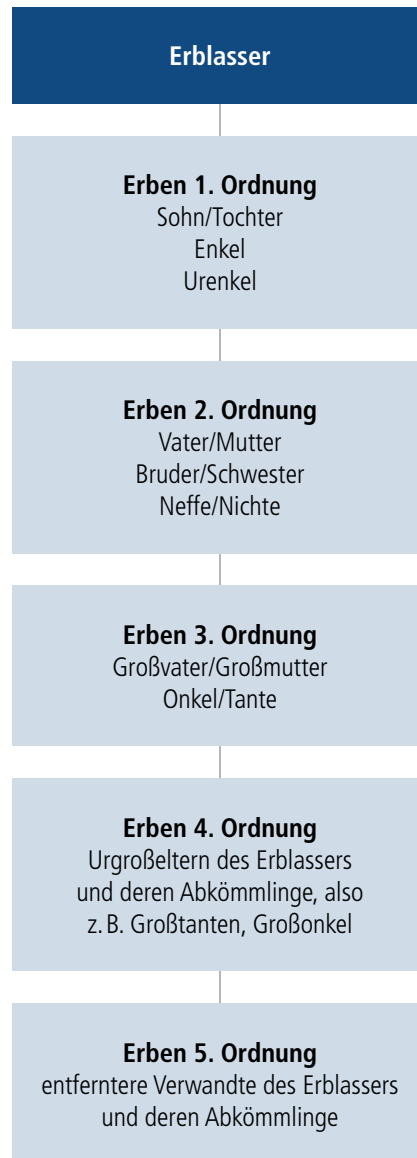 Erblasser
Erben 1. Ordnung
Sohn/Tochter
Enkel
Urenkel
Erben 2. Ordnung
Vater/Mutter
Bruder/Schwester
Neffe/Nichte
Erben 3. Ordnung
Großvater/Großmutter
Onkel/Tante
Erben 4. Ordnung
Urgroßeltern des Erblassers
und deren Abkömmlinge, also
z. B. Großtanten, Großonkel
Erben 5. Ordnung
entferntere Verwandte des Erblassers
und deren Abkömmlinge